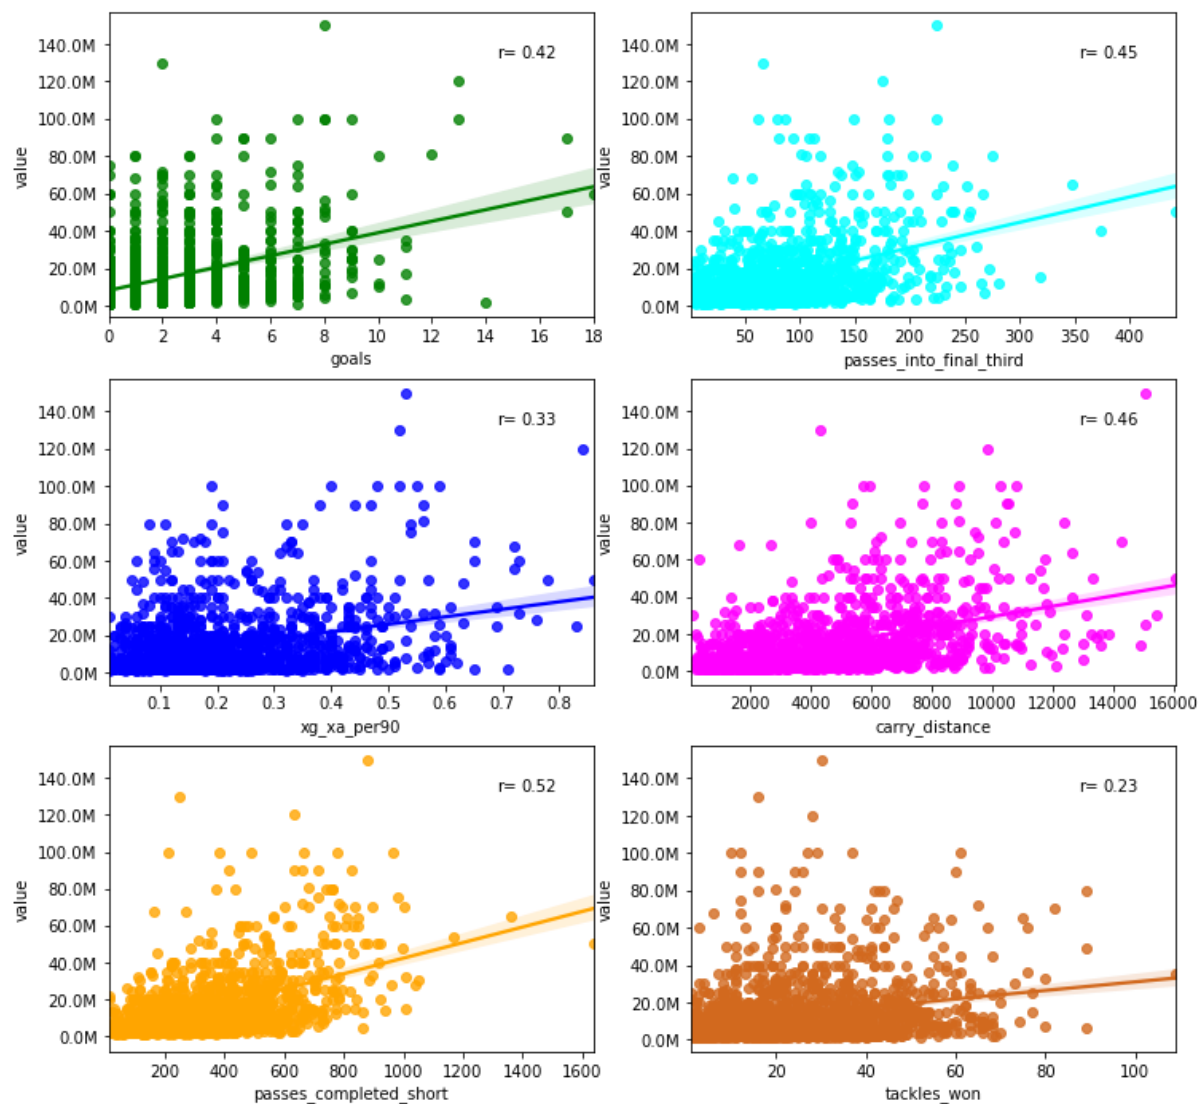 140.0M
120.0M
100.0M
80.0M
60.0M
40.0M
20.0M
0.0M
value
r= 0.42
0 2 4 6 8 10 12 14 16 18
goals
140.0M
120.0M
100.0M
80.0M
60.0M
40.0M
20.0M
0.0M
value
r= 0.45
50 100 150 200 250 300 350 400
passes_into_final_third
140.0M
120.0M
100.0M
80.0M
60.0M
40.0M
20.0M
0.0M
value
r= 0.33
0.1 0.2 0.3 0.4 0.5 0.6 0.7 0.8
xg_xa_per90
140.0M
120.0M
100.0M
80.0M
60.0M
40.0M
20.0M
0.0M
value
r= 0.46
2000 4000 6000 8000 10000 12000 14000 16000
carry_distance
140.0M
120.0M
100.0M
80.0M
60.0M
40.0M
20.0M
0.0M
value
r= 0.52
200 400 600 800 1000 1200 1400 1600
passes_completed_short
140.0M
120.0M
100.0M
80.0M
60.0M
40.0M
20.0M
0.0M
value
r= 0.23
20 40 60 80 100
tackles_won